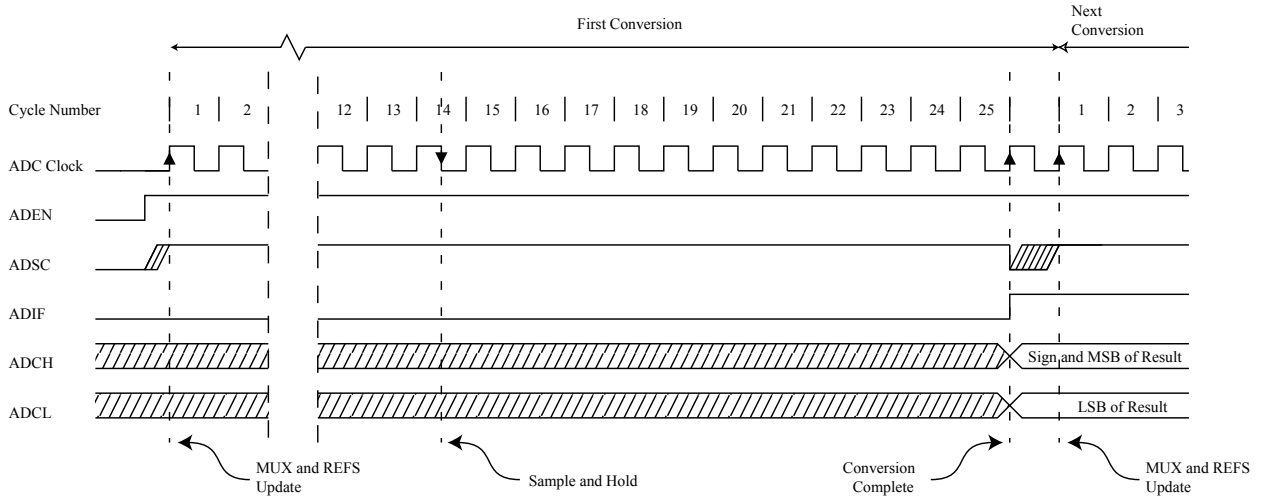 First Conversion
Next
Conversion
Cycle Number 1 2 12 13 14 15 16 17 18 19 20 21 22 23 24 25 1 2 3
ADC Clock
ADEN
ADSC
ADIF
ADCH Sign and MSB of Result
ADCL LSB of Result
MUX and REFS
Update
Sample and Hold
Conversion
Complete
MUX and REFS
Update